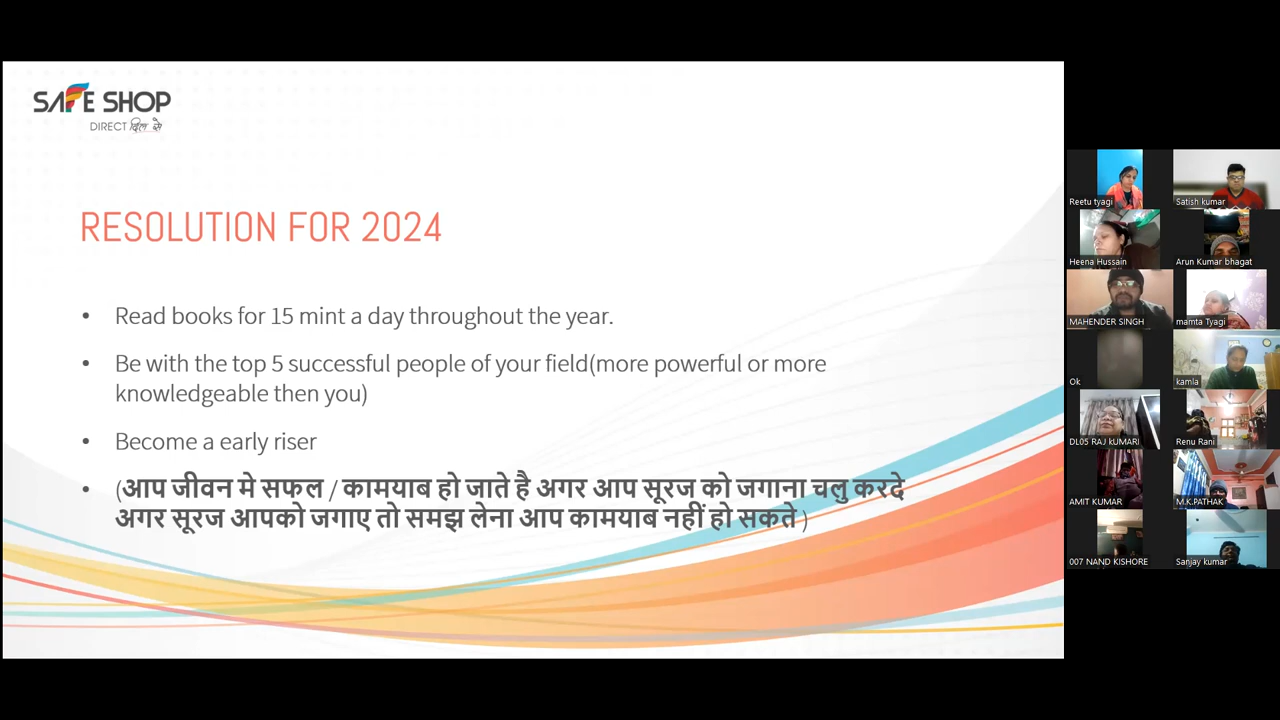 SAFE SHOP
DIRECT दिल से
RESOLUTION FOR 2024
• Read books for 15 mint a day throughout the year.
• Be with the top 5 successful people of your field(more powerful or more
knowledgeable then you)
• Become a early riser
• (आप जीवन मे सफल / कामयाब हो जाते है अगर आप सूरज को जगाना चलु करदे
अगर सूरज आपको जगाए तो समझ लेना आप कामयाब नहीं हो सकते )
Reetu tyagi
Satish kumar
Heena Hussain
Arun Kumar bhagat
MAHENDER SINGH
mamta Tyagi
Ok
kamla
DL05 RAJ kUMARI
Renu Rani
AMIT KUMAR
M.K.PATHAK
007 NAND KISHORE
Sanjay kumar